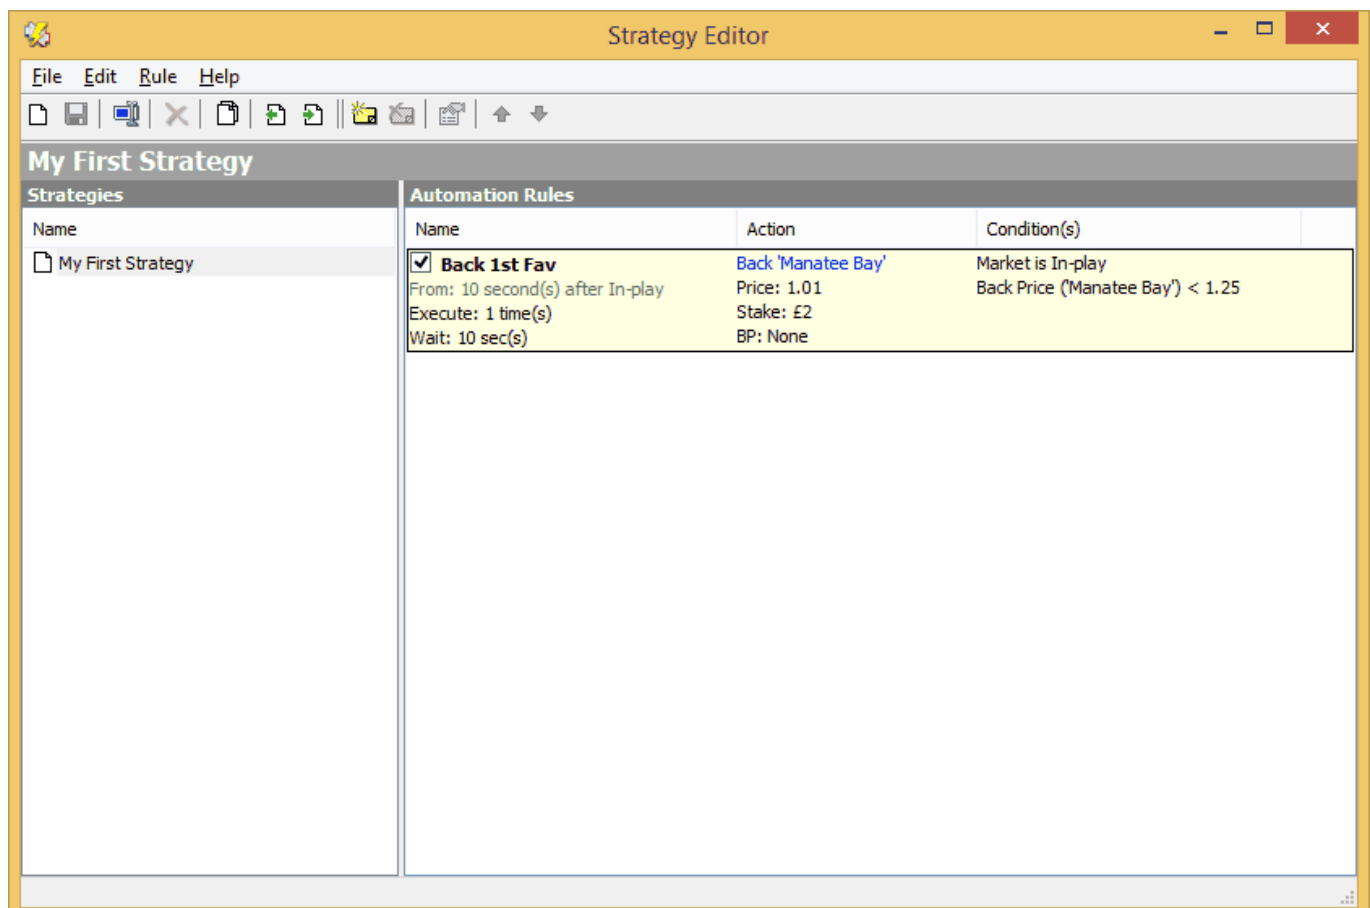 Strategy Editor
File Edit Rule Help
My First Strategy
Strategies
Automation Rules
Name
Name Action Condition(s)
My First Strategy
Back 1st Fav Back 'Manatee Bay' Market is In-play
From: 10 second(s) after In-play Price: 1.01 Back Price ('Manatee Bay') < 1.25
Execute: 1 time(s) Stake: £2
Wait: 10 sec(s) BP: None